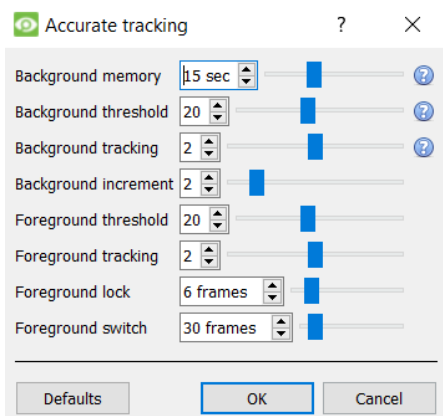 Accurate tracking ? ×
Background memory 15 sec ?
Background threshold 20 ?
Background tracking 2 ?
Background increment 2
Foreground threshold 20
Foreground tracking 2
Foreground lock 6 frames
Foreground switch 30 frames
Defaults OK Cancel